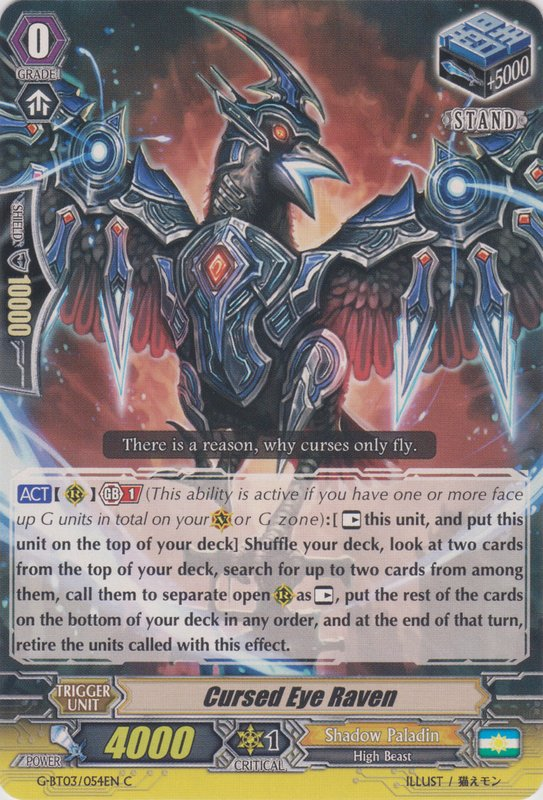 0
GRADE
+5000
STAND
SHIELD
10000
There is a reason, why curses only fly.
ACT [ R ] GB 1 (This ability is active if you have one or more face
up G units in total on your V or G zone):[ this unit, and put this
unit on the top of your deck] Shuffle your deck, look at two cards
from the top of your deck, search for up to two cards from among
them, call them to separate open R as , put the rest of the cards
on the bottom of your deck in any order, and at the end of that turn,
retire the units called with this effect.
TRIGGER
UNIT
Cursed Eye Raven
POWER
4000
1
CRITICAL
Shadow Paladin
High Beast
G-BT03/054EN C
ILLUST / 猫えモン